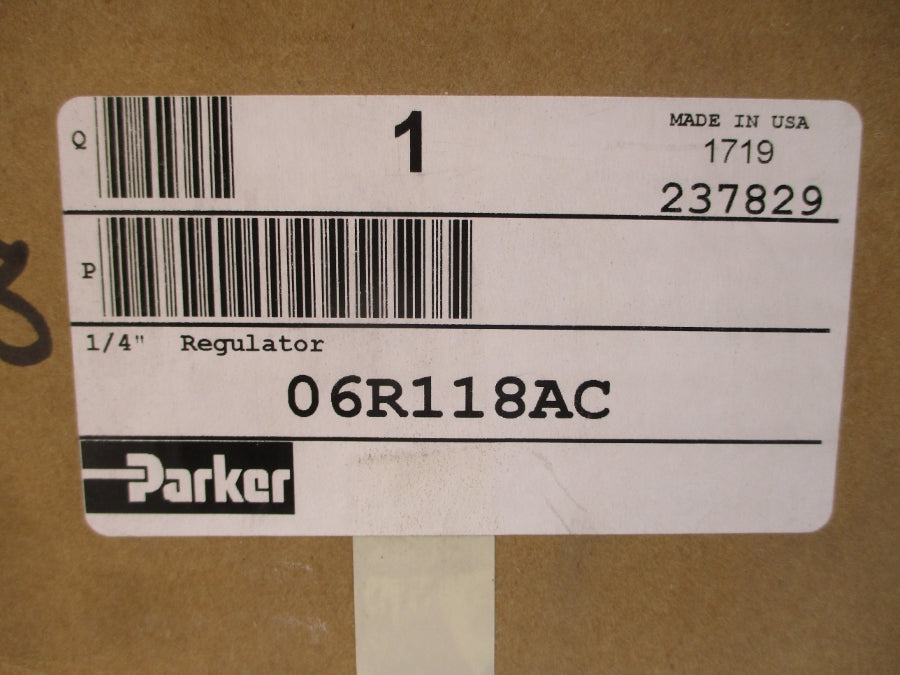 Q
1
MADE IN USA
1719
237829
P
1/4" Regulator
06R118AC
Parker